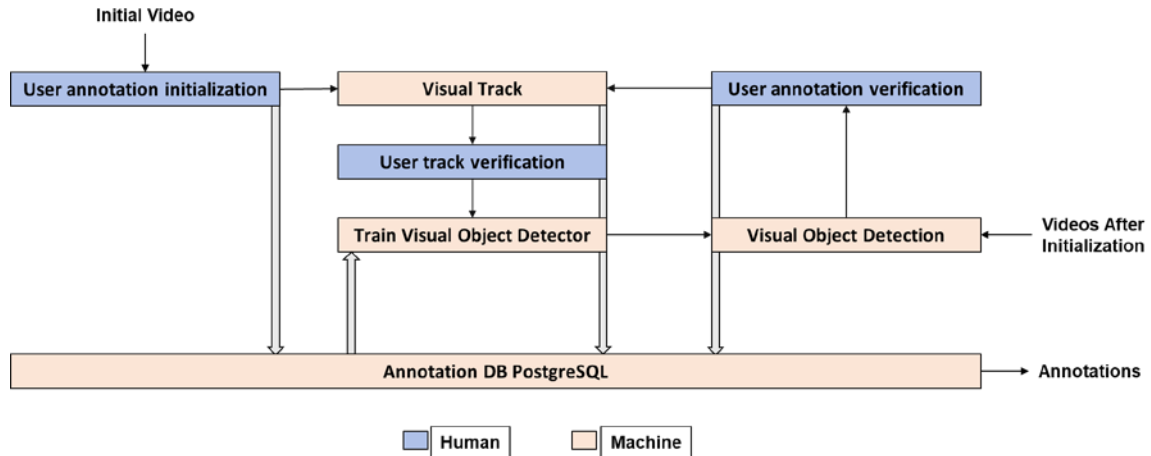 Initial Video
User annotation initialization
Visual Track
User annotation verification
User track verification
Train Visual Object Detector
Visual Object Detection
Videos After
Initialization
Annotation DB PostgreSQL
Annotations
Human
Machine